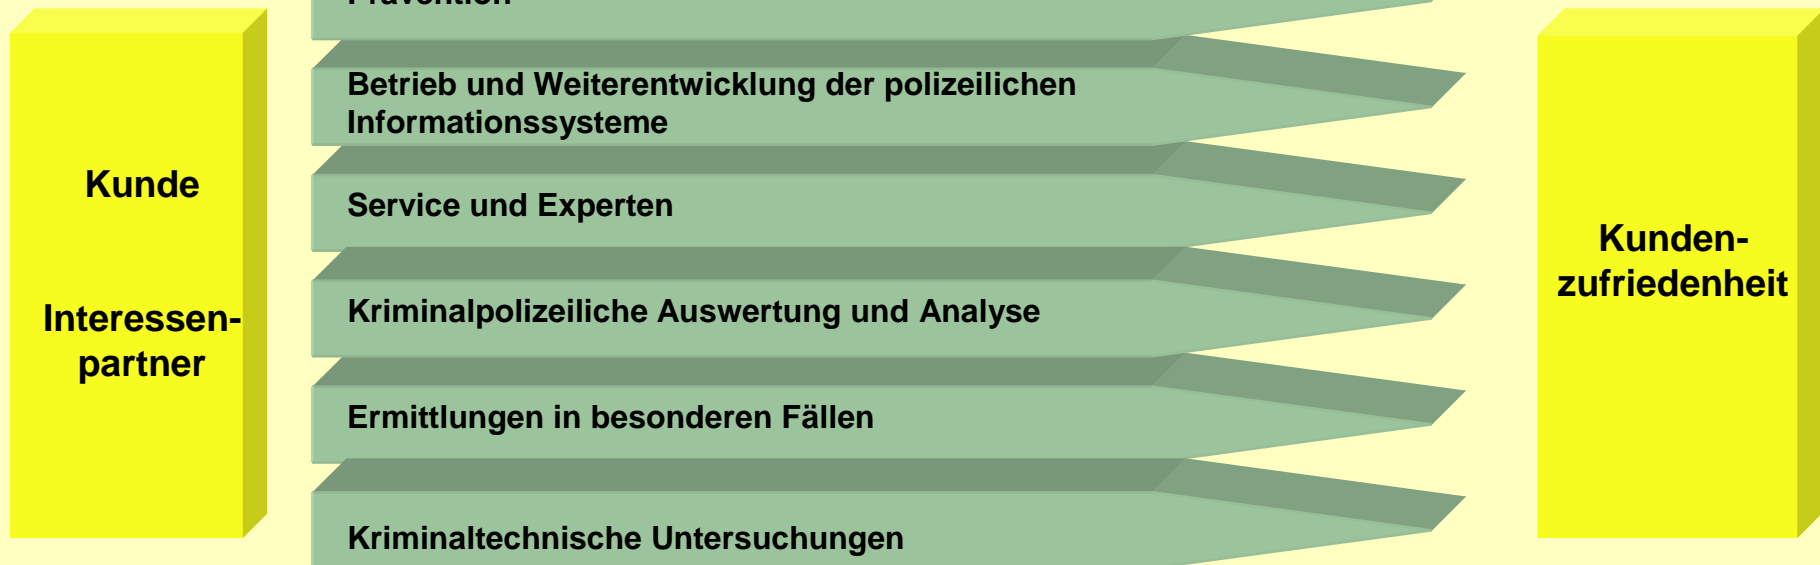 Prävention
Betrieb und Weiterentwicklung der polizeilichen
Informationssysteme
Kunde
Service und Experten
Kunden-
zufriedenheit
Interessen-
partner
Kriminalpolizeiliche Auswertung und Analyse
Ermittlungen in besonderen Fällen
Kriminaltechnische Untersuchungen